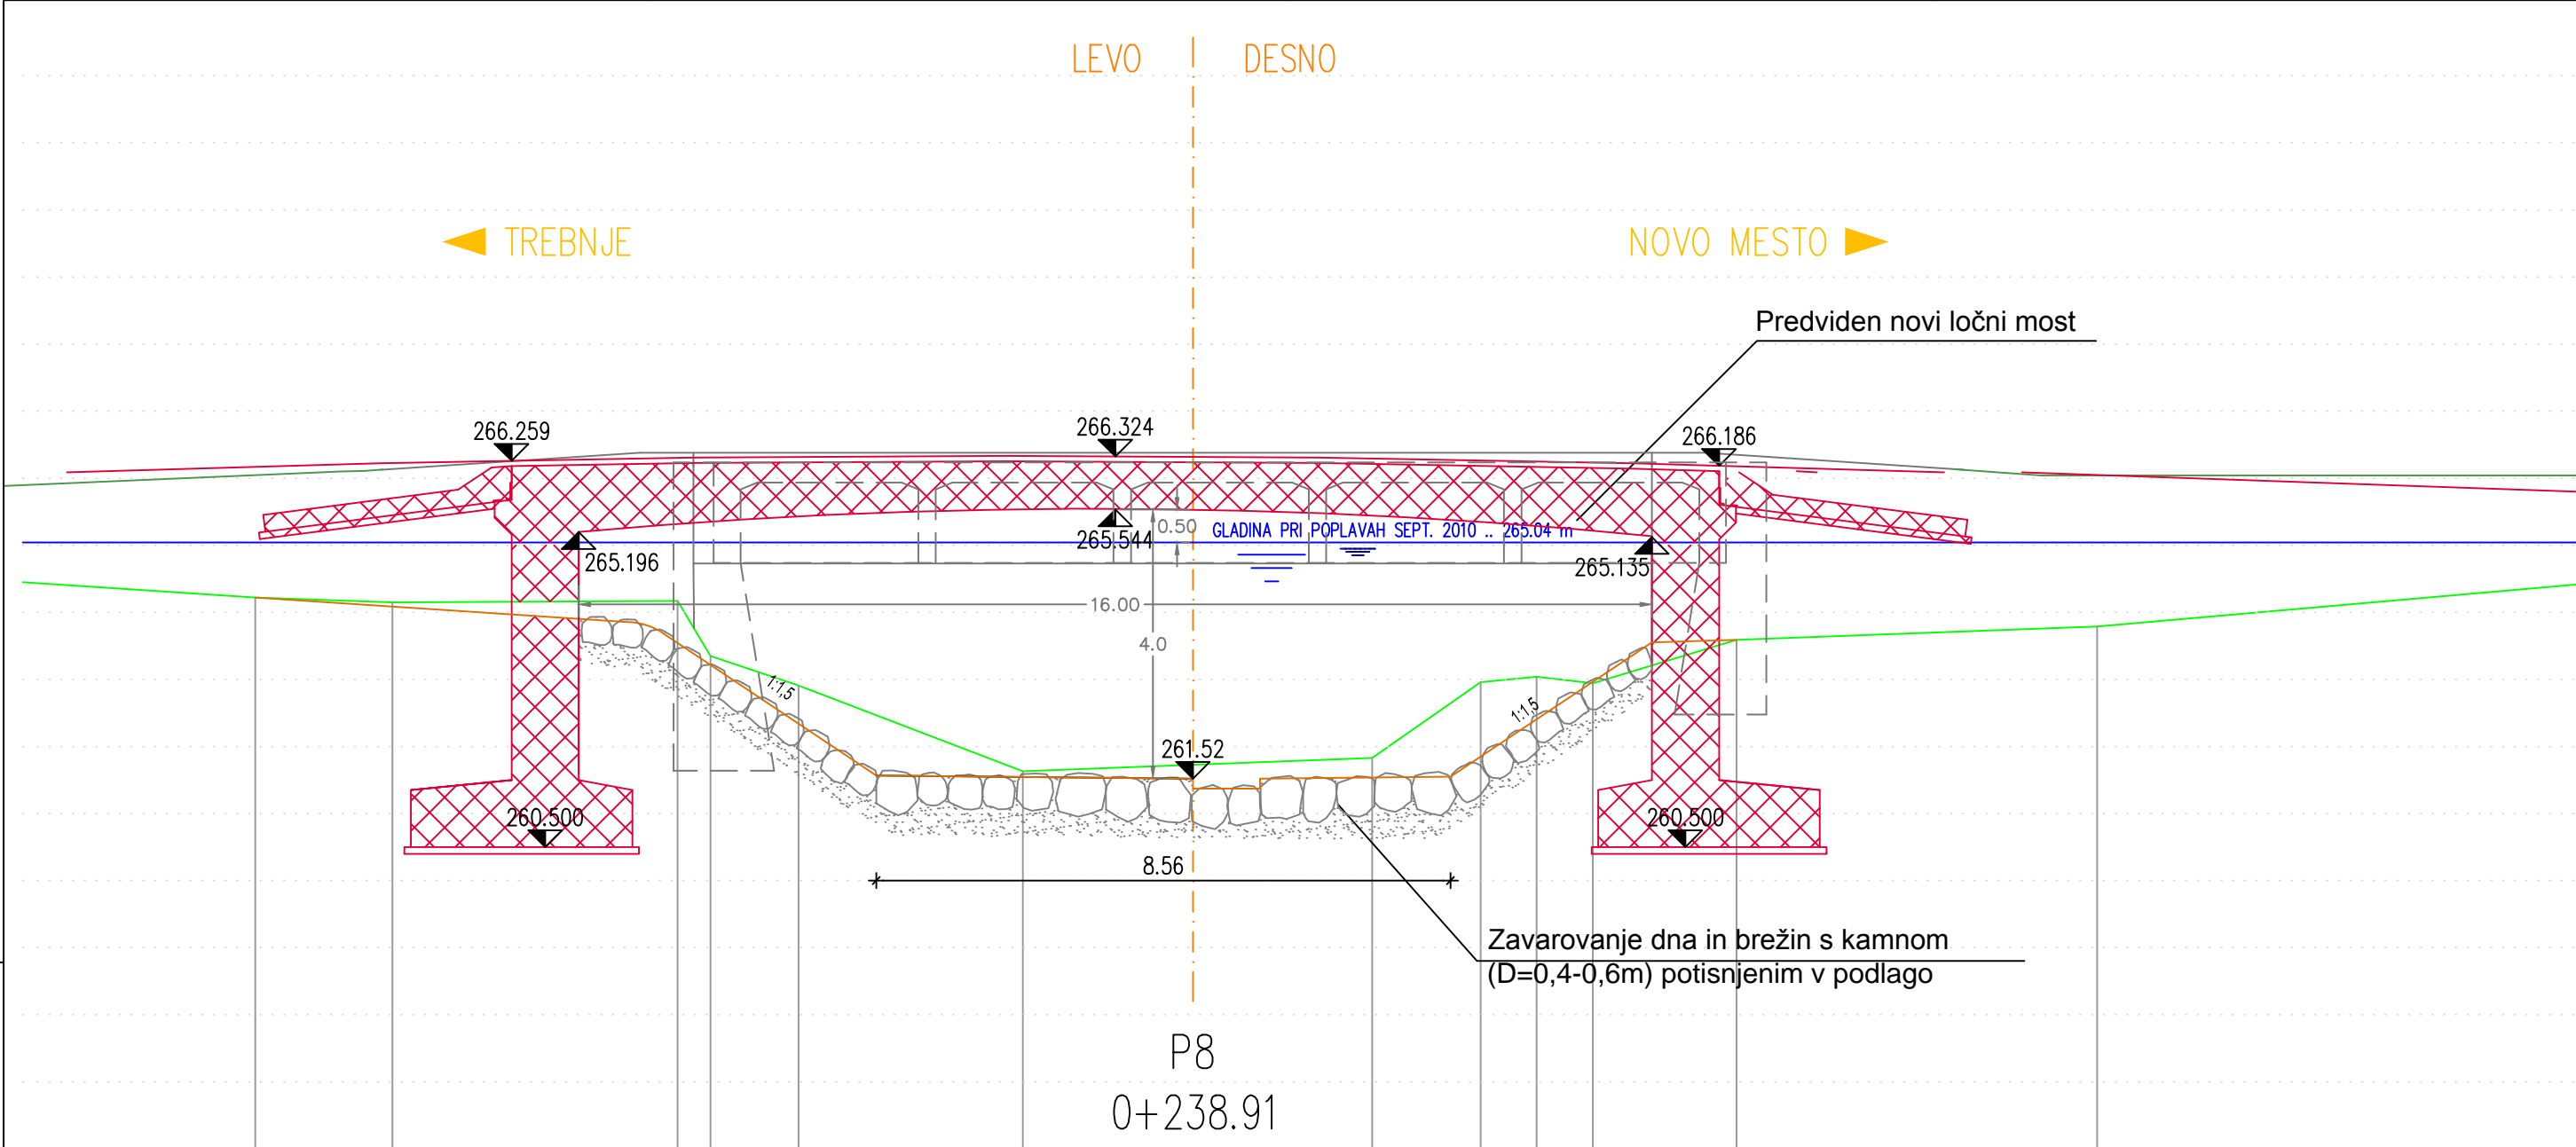 LEVO
DESNO
TREBNJE
NOVO MESTO
Predviden novi ločni most
266.259
266.324
266.186
0.50
GLADINA PRI POPLAVAH SEPT. 2010 .. 265.04 m
265.544
265.196
265.135
16.00
4.0
1:1,5
1:1,5
261.52
260.500
260.500
8.56
Zavarovanje dna in brežin s kamnom
(D=0,4-0,6m) potisnjenim v podlago
P8
0+238.91